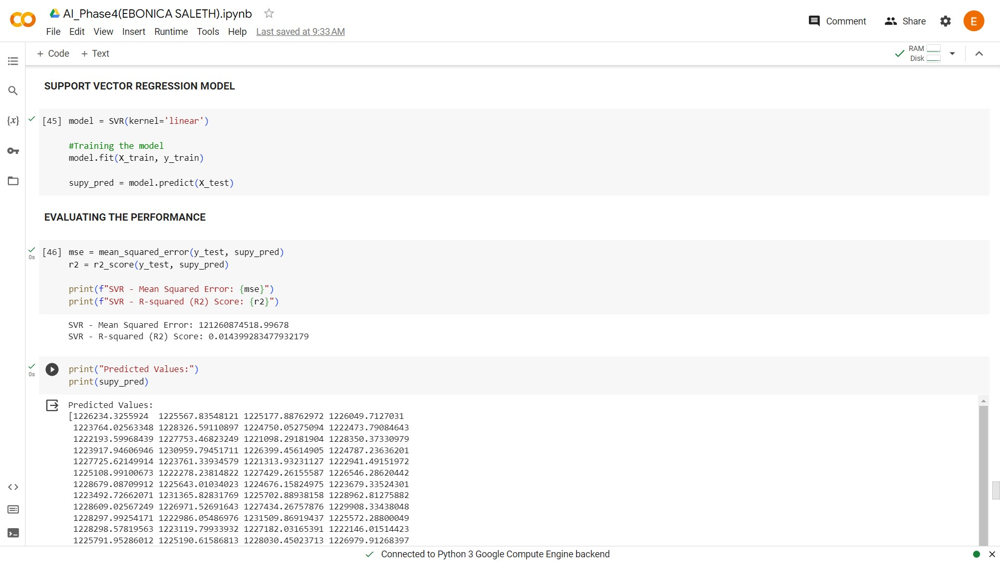 AI_Phase4(EBONICA SALETH).ipynb
File Edit View Insert Runtime Tools Help Last saved at 9:33 AM
Comment Share E
+ Code + Text
RAM
Disk
SUPPORT VECTOR REGRESSION MODEL
[45] model = SVR(kernel='linear')
#Training the model
model.fit(X_train, y_train)
supy_pred = model.predict(X_test)
EVALUATING THE PERFORMANCE
[46] mse = mean_squared_error(y_test, supy_pred)
0s
r2 = r2_score(y_test, supy_pred)
print(f"SVR - Mean Squared Error: {mse}")
print(f"SVR - R-squared (R2) Score: {r2}")
SVR - Mean Squared Error: 121260874518.99678
SVR - R-squared (R2) Score: 0.014399283477932179
print("Predicted Values:")
0s
print(supy_pred)
Predicted Values:
[1226234.3255924  1225567.83548121 1225177.88762972 1226049.7127031
1223764.02563348 1228326.59110897 1224750.05275094 1222473.79084643
1222193.59968439 1227753.46823249 1221098.29181904 1228350.37330979
1223917.94606946 1230959.79451711 1226399.45614905 1224787.23636201
1227725.62149914 1223761.33934579 1221313.93231127 1222941.49151972
1225108.99100673 1222278.23814822 1227429.26155587 1226546.28620442
1228679.08709912 1225643.01034023 1224676.15824975 1223679.33524301
1223492.72662071 1231365.82831769 1225702.88938158 1228962.81275882
1228609.02567249 1226971.52691643 1227434.26757876 1229908.33438048
1228297.99254171 1222986.05486976 1231509.86919437 1225572.28800049
1228298.57819563 1223119.79933932 1227182.03165391 1222146.01514423
1225791.95286012 1225190.61586813 1228030.45023713 1226979.91268397
Connected to Python 3 Google Compute Engine backend